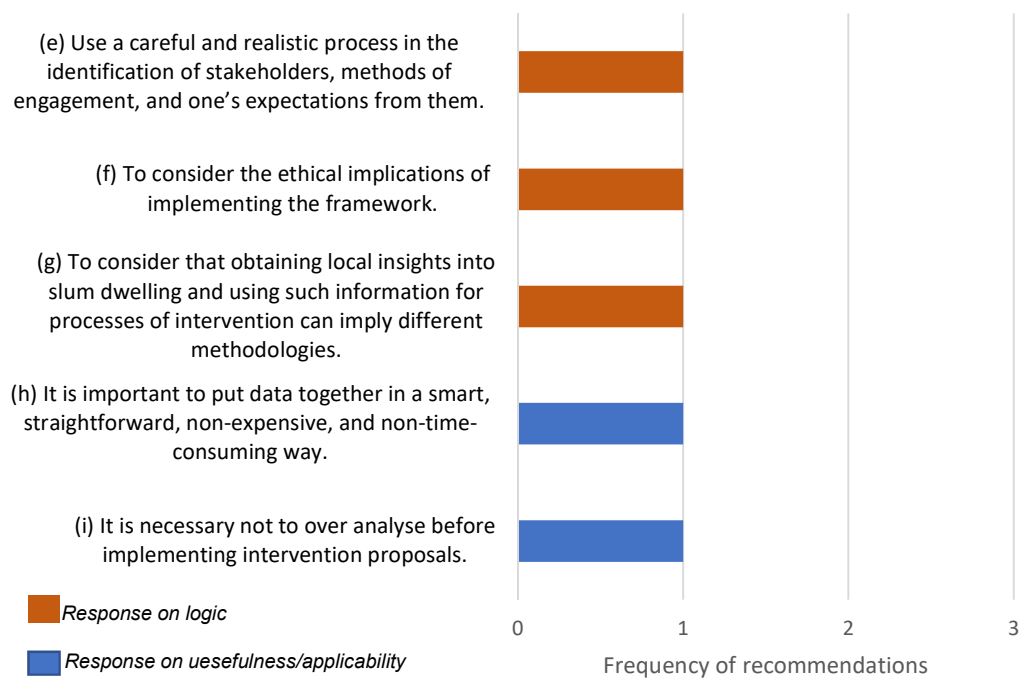 (e) Use a careful and realistic process in the
identification of stakeholders, methods of
engagement, and one’s expectations from them.
(f) To consider the ethical implications of
implementing the framework.
(g) To consider that obtaining local insights into
slum dwelling and using such information for
processes of intervention can imply different
methodologies.
(h) It is important to put data together in a smart,
straightforward, non-expensive, and non-time-
consuming way.
(i) It is necessary not to over analyse before
implementing intervention proposals.
Response on logic
Response on uesefulness/applicability
0 1 2 3
Frequency of recommendations